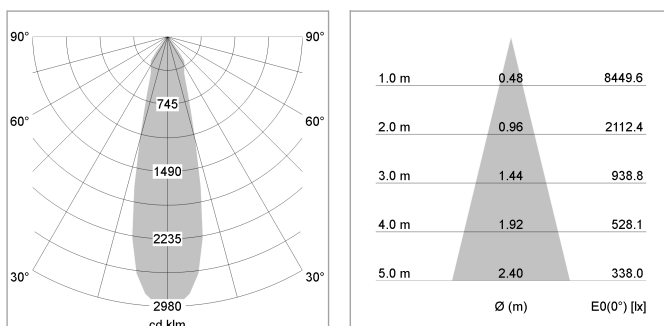 90° 90°
745
60° 60°
1490
2235
30° 30°
2980
cd klm
1.0 m 0.48 8449.6
2.0 m 0.96 2112.4
3.0 m 1.44 938.8
4.0 m 1.92 528.1
5.0 m 2.40 338.0
Ø (m) E0(0°) [lx]